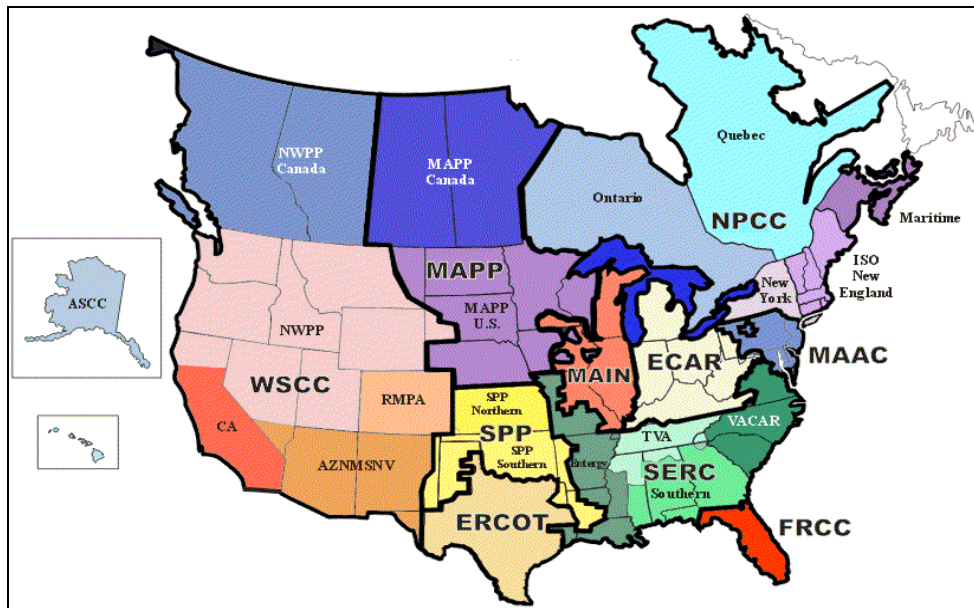 NWPP
Canada
MAPP
Canada
Quebec
Ontario
NPCC
Maritime
ISO
New
England
New
York
MAPP
MAPP
U.S.
ASCC
NWPP
WSCC
RMPA
CA
AZNMSNV
MAIN
ECAR
MAAC
SPP
Northern
SPP
SPP
Southern
Entergy
TVA
VACAR
SERC
Southern
ERCOT
FRCC